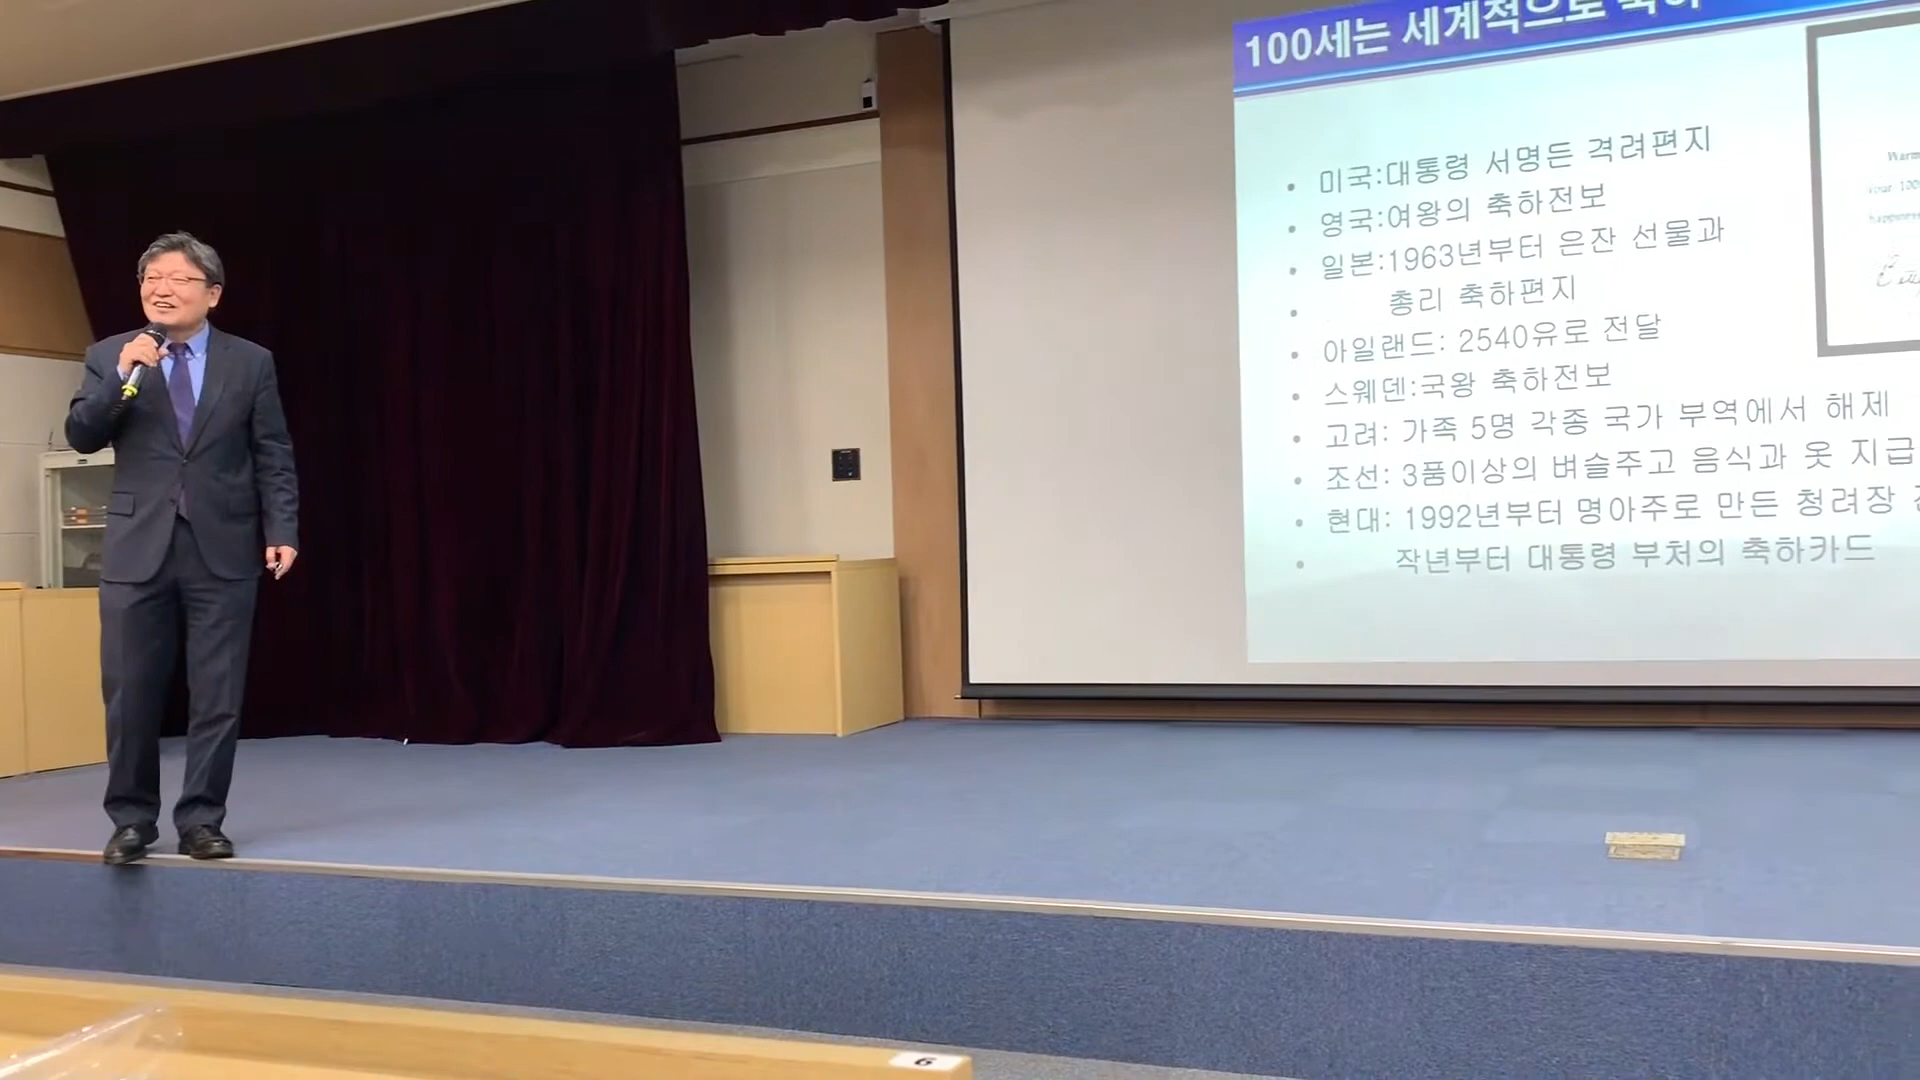 100세는 세계적으로 축하
• 미국:대통령 서명든 격려편지
• 영국:여왕의 축하전보
• 일본:1963년부터 은잔 선물과
• 총리 축하편지
• 아일랜드: 2540유로 전달
• 스웨덴:국왕 축하전보
• 고려: 가족 5명 각종 국가 부역에서 해제
• 조선: 3품이상의 벼슬주고 음식과 옷 지급
• 현대: 1992년부터 명아주로 만든 청려장
• 작년부터 대통령 부처의 축하카드
Warm
your 100
happiness
6